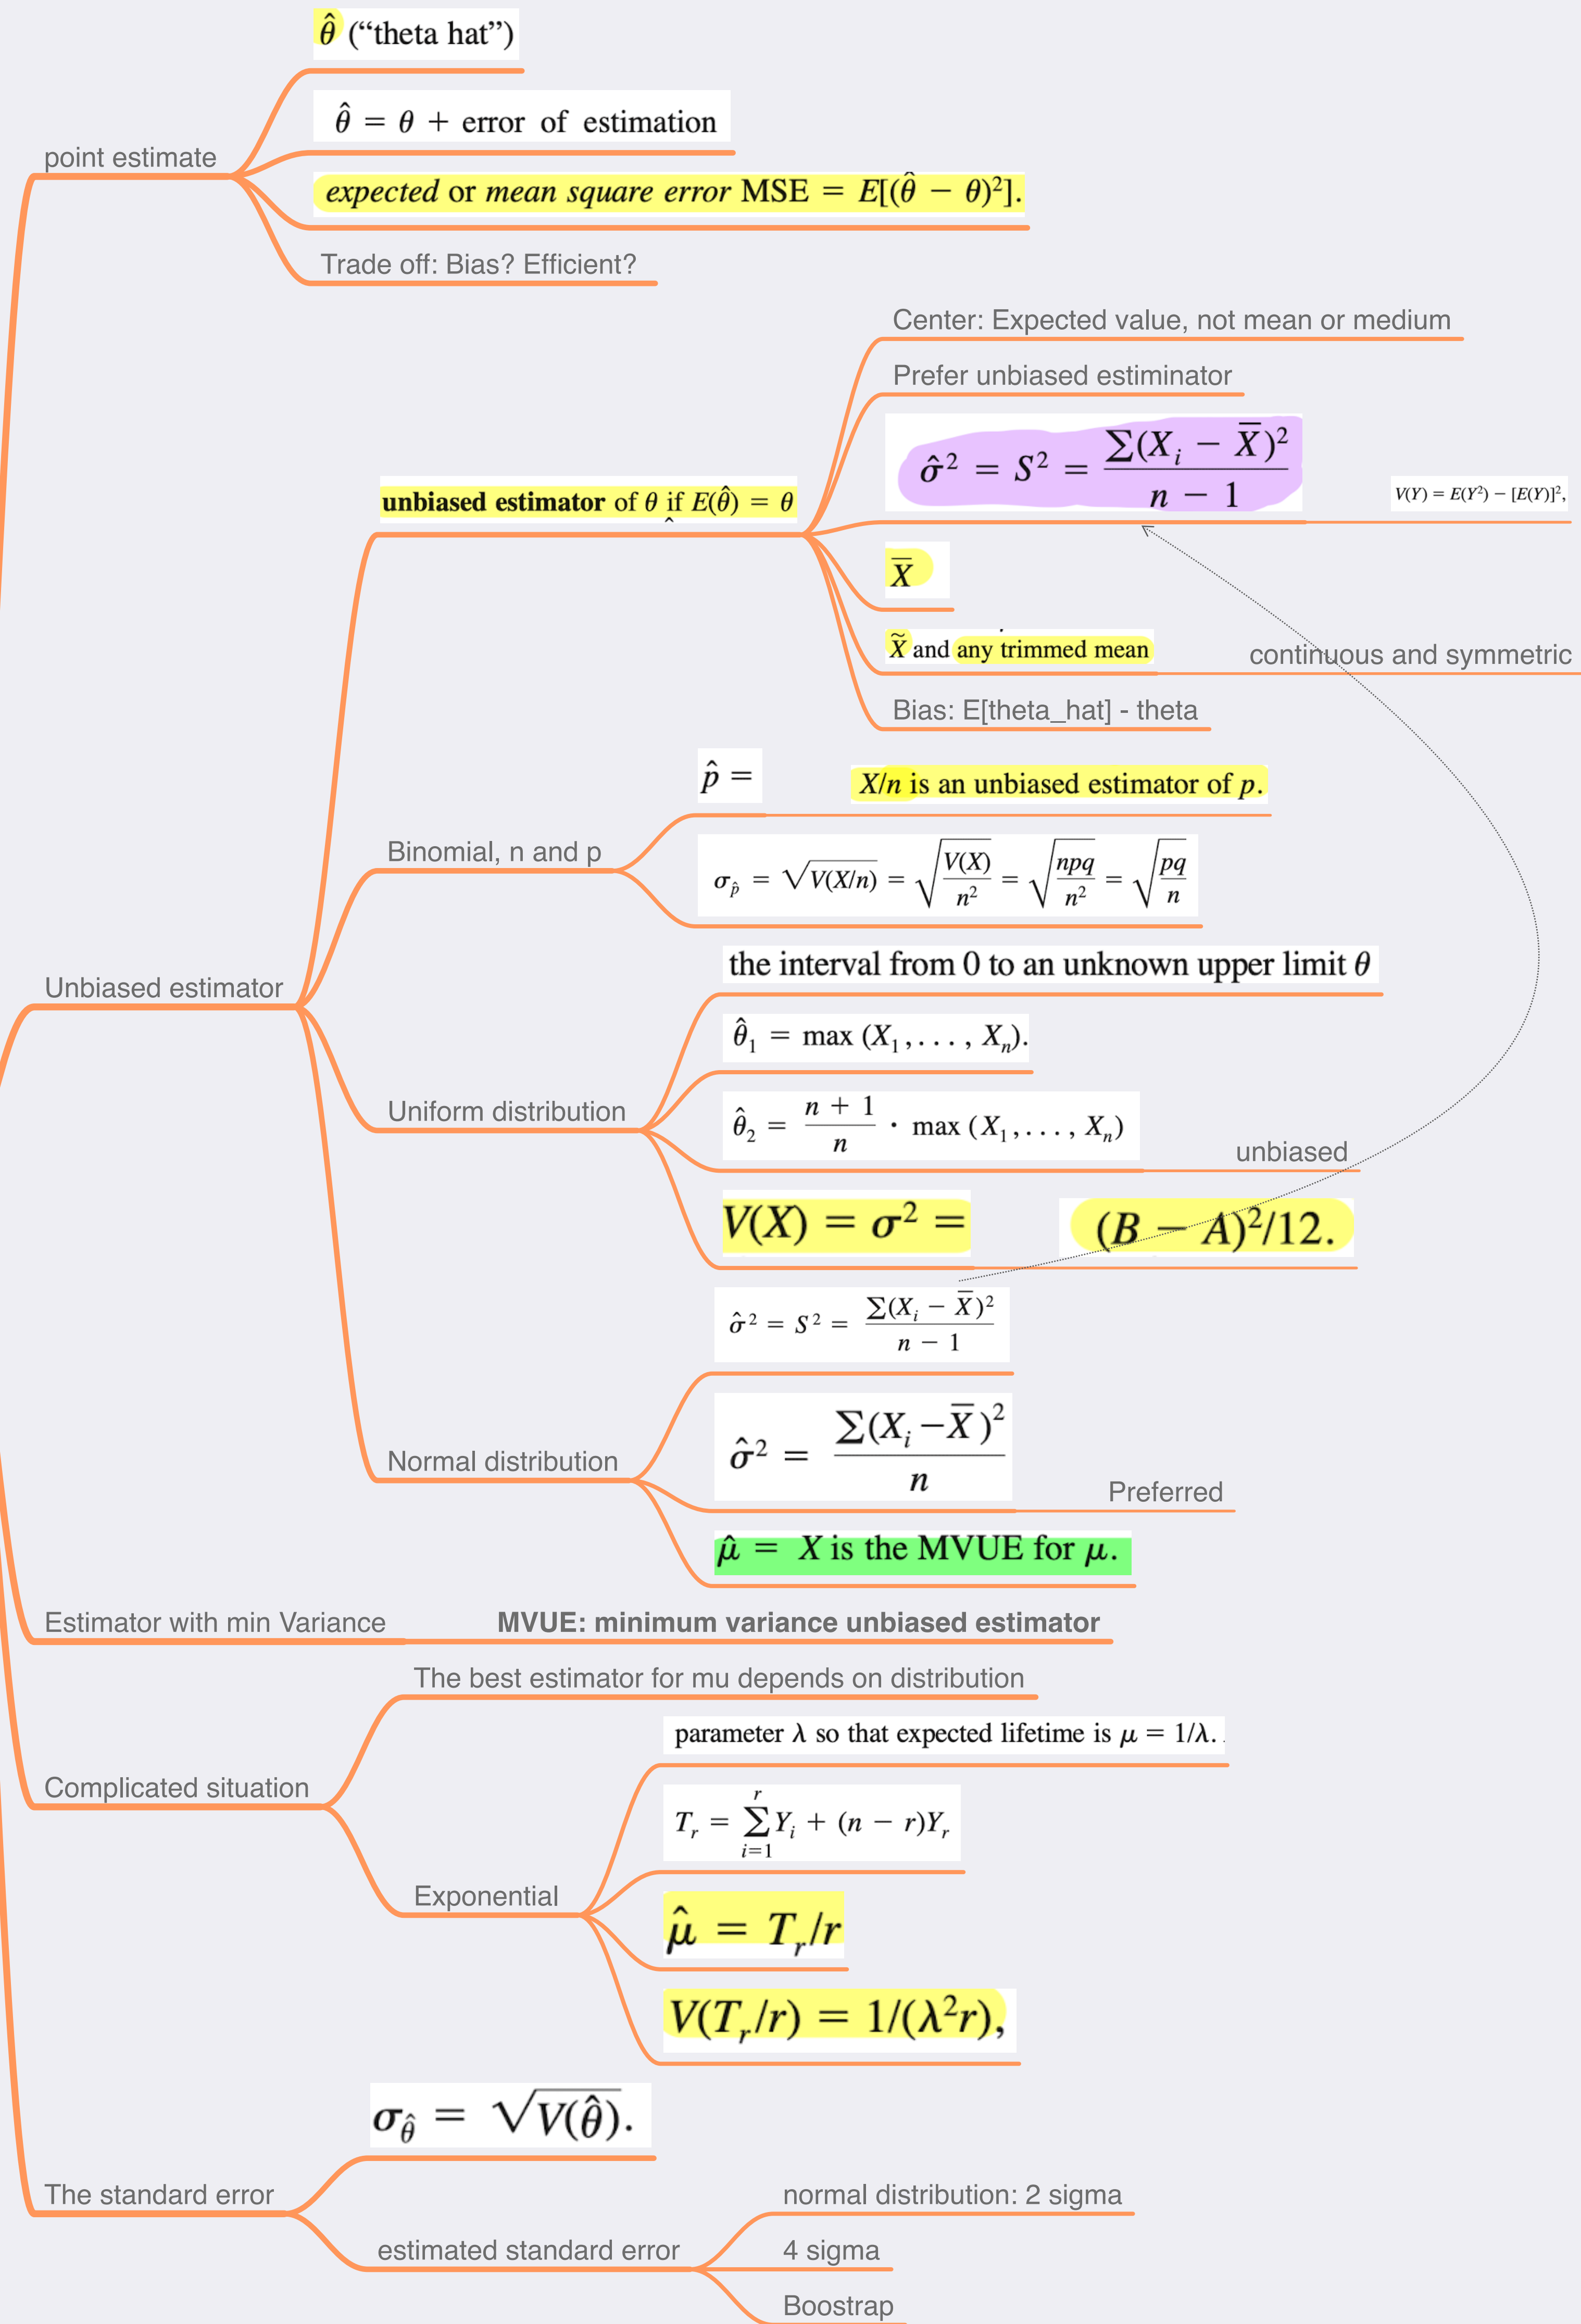 θ̂ (“theta hat”)
θ̂ = θ + error of estimation
point estimate
expected or mean square error MSE = E[(θ̂ − θ)²].
Trade off: Bias? Efficient?
Center: Expected value, not mean or medium
Prefer unbiased estiminator
σ̂² = S² = Σ(Xᵢ − X̅)² / n − 1
V(Y) = E(Y²) − [E(Y)]²,
unbiased estimator of θ if E(θ̂) = θ
X̅
X̃ and any trimmed mean
continuous and symmetric
Bias: E[theta_hat] - theta
p̂ =
X/n is an unbiased estimator of p.
Binomial, n and p
σ_p̂ = √V(X/n) = √(V(X)/n²) = √(npq/n²) = √(pq/n)
Unbiased estimator
the interval from 0 to an unknown upper limit θ
θ̂₁ = max (X₁, . . . , Xₙ).
Uniform distribution
θ̂₂ = n + 1 / n · max (X₁, . . . , Xₙ)
unbiased
V(X) = σ² =
(B − A)²/12.
σ̂² = S² = Σ(Xᵢ − X̅)² / n − 1
Normal distribution
σ̂² = Σ(Xᵢ − X̅)² / n
Preferred
μ̂ = X is the MVUE for μ.
Estimator with min Variance
MVUE: minimum variance unbiased estimator
The best estimator for mu depends on distribution
Complicated situation
parameter λ so that expected lifetime is μ = 1/λ.
Tᵣ = Σ_{i=1}^{r} Yᵢ + (n − r)Yᵣ
Exponential
μ̂ = Tᵣ/r
V(Tᵣ/r) = 1/(λ²r),
σ_θ̂ = √V(θ̂).
The standard error
normal distribution: 2 sigma
estimated standard error
4 sigma
Boostrap